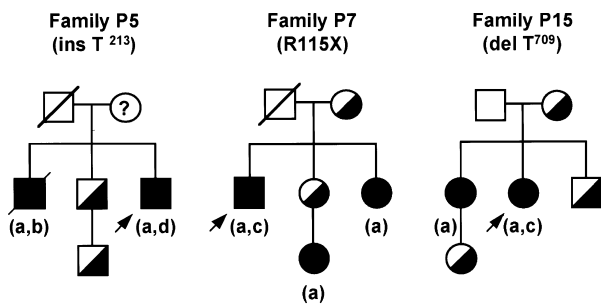 Family P5
(ins T 213)
Family P7
(R115X)
Family P15
(del T709)
?
(a,b)
(a,d)
(a,c)
(a)
(a)
(a,c)
(a)